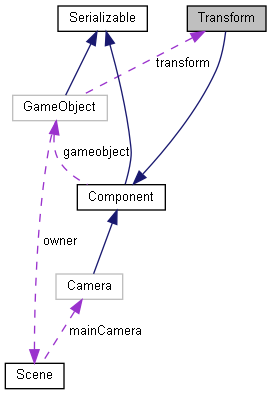 Serializable
Transform
transform
GameObject
gameobject
Component
owner
Camera
mainCamera
Scene